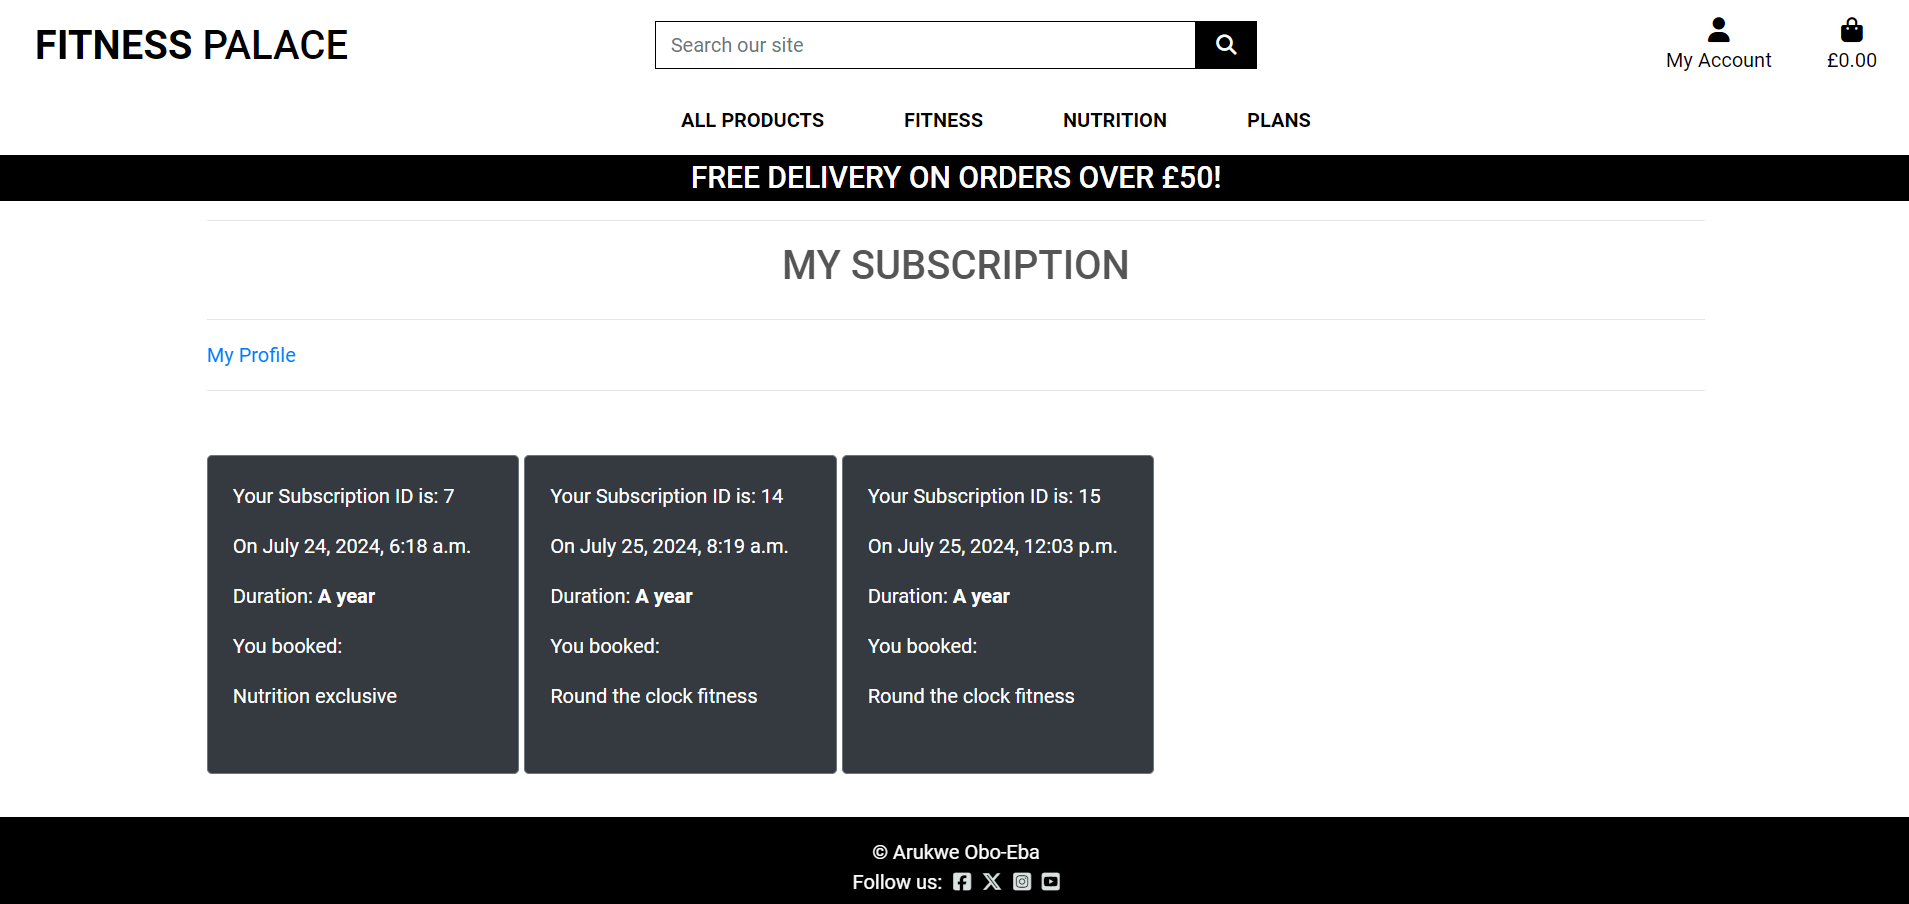 FITNESS PALACE
Search our site
My Account
£0.00
ALL PRODUCTS
FITNESS
NUTRITION
PLANS
FREE DELIVERY ON ORDERS OVER £50!
MY SUBSCRIPTION
My Profile
Your Subscription ID is: 7
On July 24, 2024, 6:18 a.m.
Duration: A year
You booked:
Nutrition exclusive
Your Subscription ID is: 14
On July 25, 2024, 8:19 a.m.
Duration: A year
You booked:
Round the clock fitness
Your Subscription ID is: 15
On July 25, 2024, 12:03 p.m.
Duration: A year
You booked:
Round the clock fitness
© Arukwe Obo-Eba
Follow us: